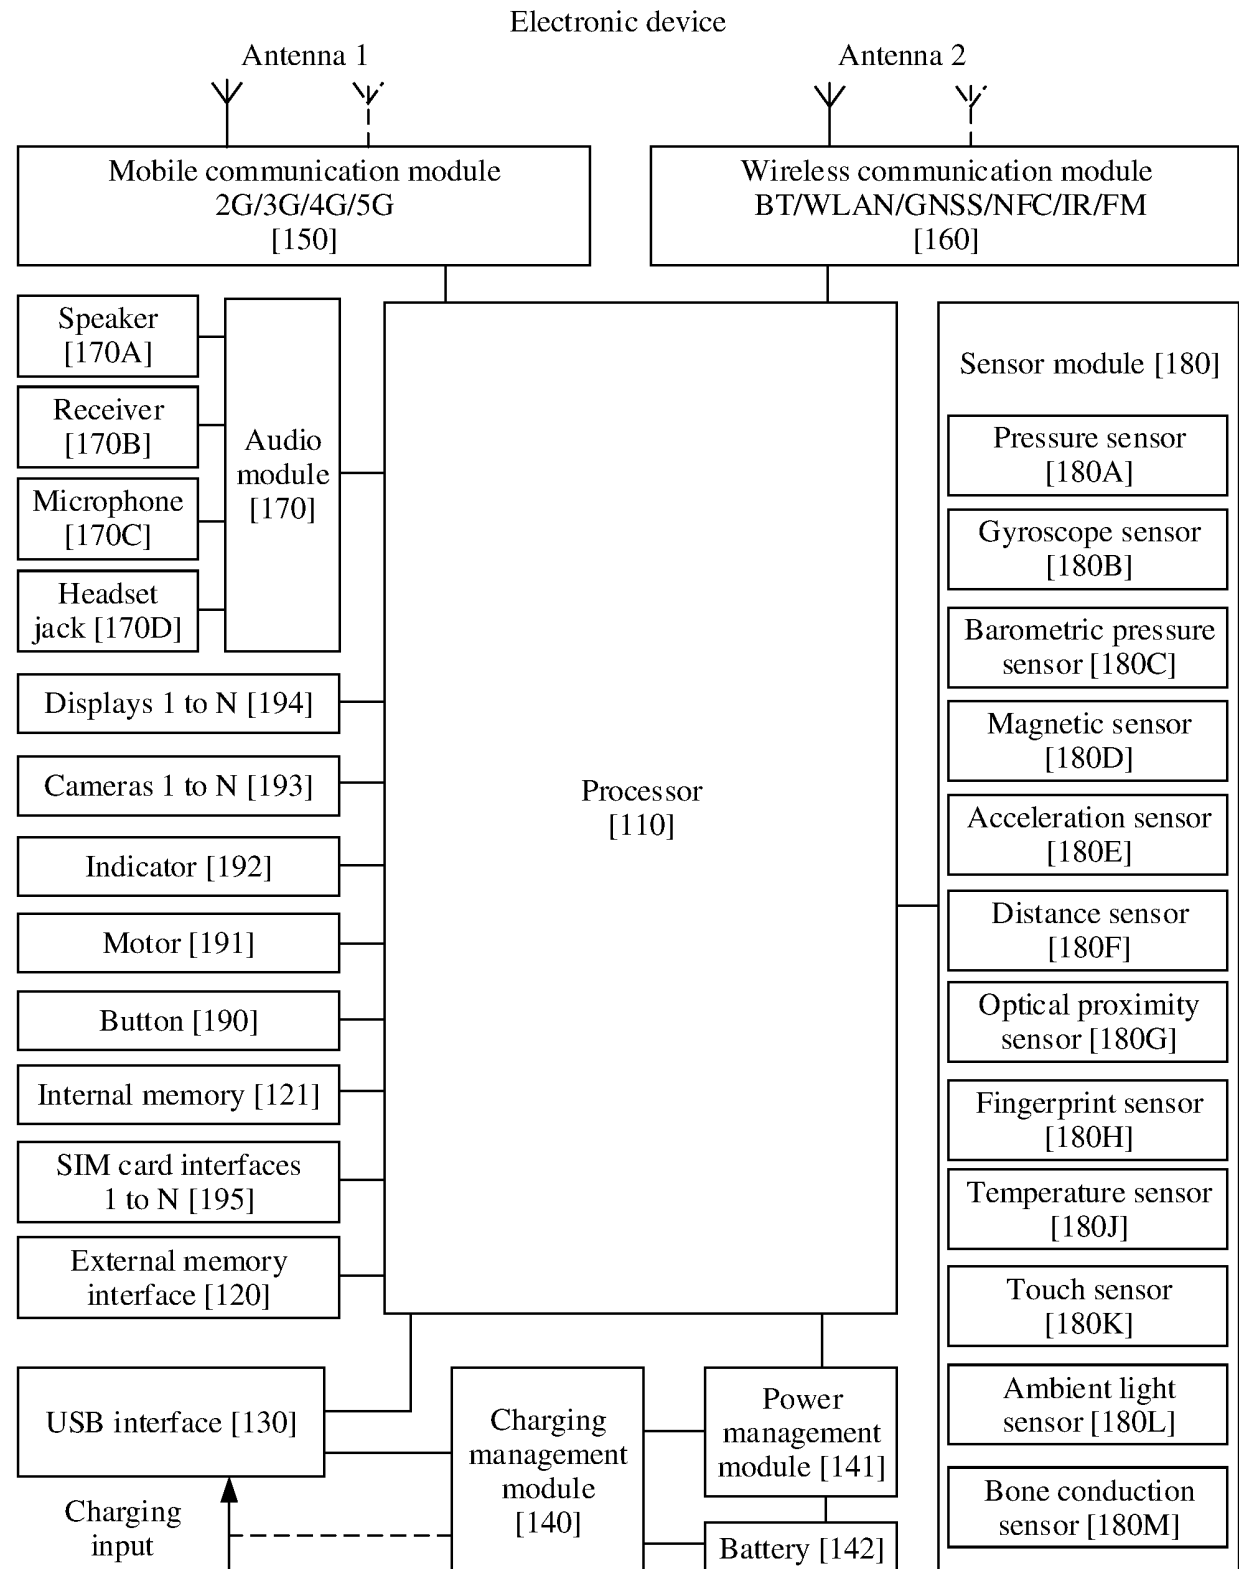 Electronic device
Antenna 1
Antenna 2
Mobile communication module
2G/3G/4G/5G
[150]
Wireless communication module
BT/WLAN/GNSS/NFC/IR/FM
[160]
Speaker
[170A]
Receiver
[170B]
Microphone
[170C]
Headset
jack [170D]
Audio
module
[170]
Displays 1 to N [194]
Cameras 1 to N [193]
Indicator [192]
Motor [191]
Button [190]
Internal memory [121]
SIM card interfaces
1 to N [195]
External memory
interface [120]
Processor
[110]
Sensor module [180]
Pressure sensor
[180A]
Gyroscope sensor
[180B]
Barometric pressure
sensor [180C]
Magnetic sensor
[180D]
Acceleration sensor
[180E]
Distance sensor
[180F]
Optical proximity
sensor [180G]
Fingerprint sensor
[180H]
Temperature sensor
[180J]
Touch sensor
[180K]
Ambient light
sensor [180L]
Bone conduction
sensor [180M]
USB interface [130]
Charging
input
Charging
management
module
[140]
Power
management
module [141]
Battery [142]